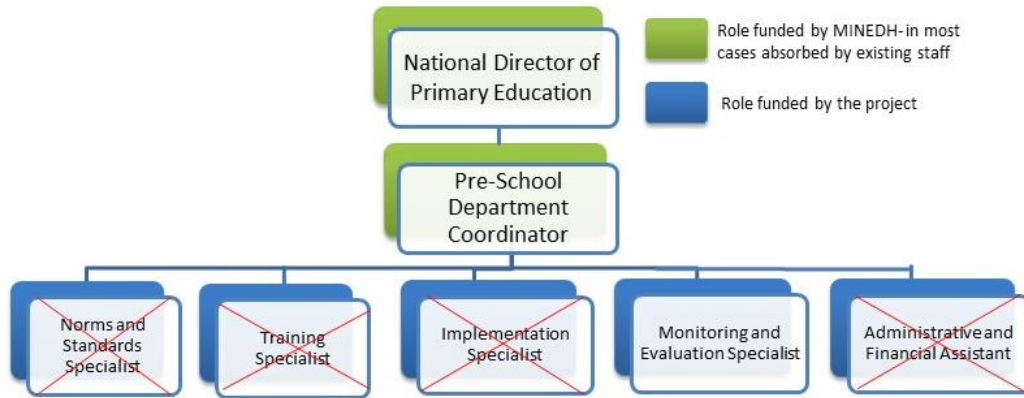 National Director of
Primary Education
Role funded by MINEDH-in most
cases absorbed by existing staff
Role funded by the project
Pre-School
Department
Coordinator
Norms and
Standards
Specialist
Training
Specialist
Implementation
Specialist
Monitoring and
Evaluation Specialist
Administrative and
Financial Assistant